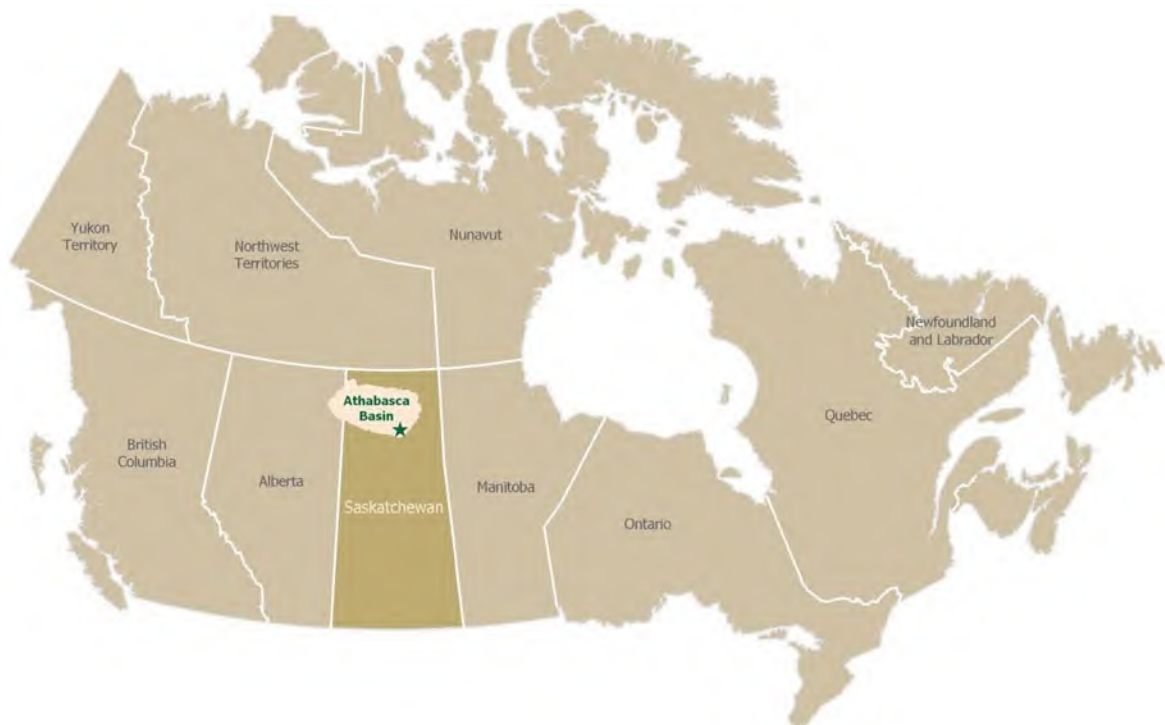 Yukon
Territory
Northwest
Territories
Nunavut
Newfoundland
and Labrador
Athabasca
Basin
Quebec
British
Columbia
Alberta
Saskatchewan
Manitoba
Ontario